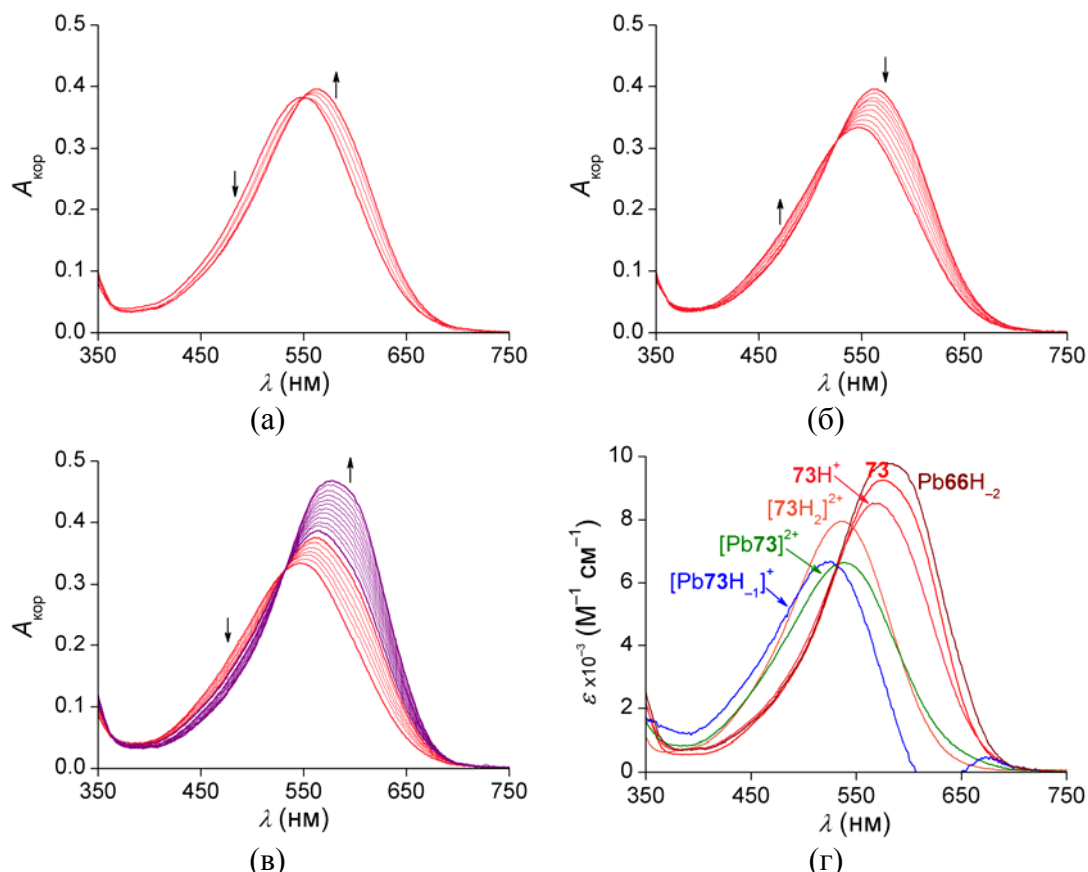 0.5
0.4
0.3
0.2
0.1
0.0
A_кор
350 450 550 650 750
λ (нм)
(а)
0.5
0.4
0.3
0.2
0.1
0.0
A_кор
350 450 550 650 750
λ (нм)
(б)
0.5
0.4
0.3
0.2
0.1
0.0
A_кор
350 450 550 650 750
λ (нм)
(в)
10
8
6
4
2
0
ε x10⁻³ (M⁻¹ см⁻¹)
73H⁺
73
Pb66H₋₂
[73H₂]²⁺
[Pb73]²⁺
[Pb73H₋₁]⁺
350 450 550 650 750
λ (нм)
(г)